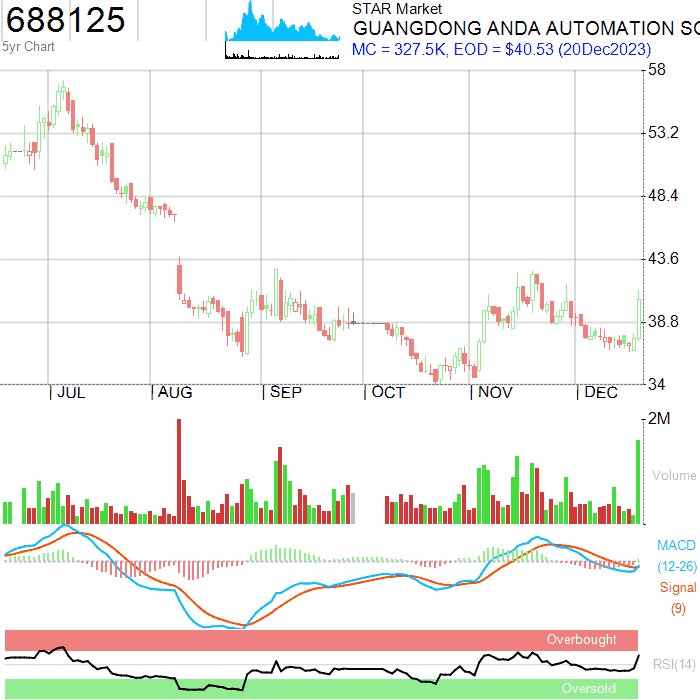 688125
5yr Chart
STAR Market
GUANGDONG ANDA AUTOMATION SO
MC = 327.5K, EOD = $40.53 (20Dec2023)
58
53.2
48.4
43.6
38.8
34
JUL AUG SEP OCT NOV DEC
2M
Volume
MACD
(12-26)
Signal
(9)
Overbought
RSI(14)
Oversold